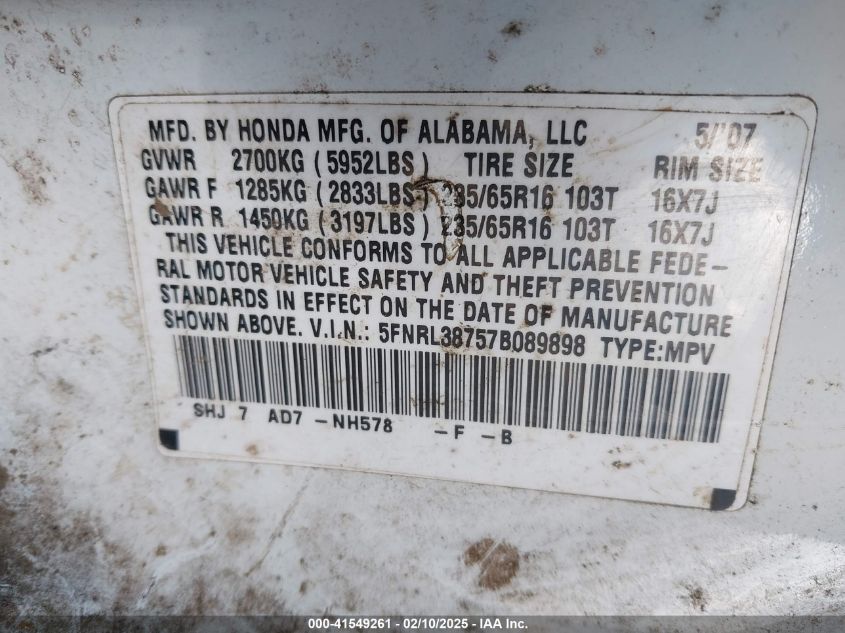 MFD. BY HONDA MFG. OF ALABAMA, LLC 5/'07
GVWR 2700KG (5952LBS) TIRE SIZE RIM SIZE
GAWR F 1285KG (2833LBS) 235/65R16 103T 16X7J
GAWR R 1450KG (3197LBS) 235/65R16 103T 16X7J
THIS VEHICLE CONFORMS TO ALL APPLICABLE FEDE-
RAL MOTOR VEHICLE SAFETY AND THEFT PREVENTION
STANDARDS IN EFFECT ON THE DATE OF MANUFACTURE
SHOWN ABOVE. V.I.N.: 5FNRL38757B089898 TYPE:MPV
SHJ 7 AD7 -NH578 -F -B
000-41549261 - 02/10/2025 - IAA Inc.